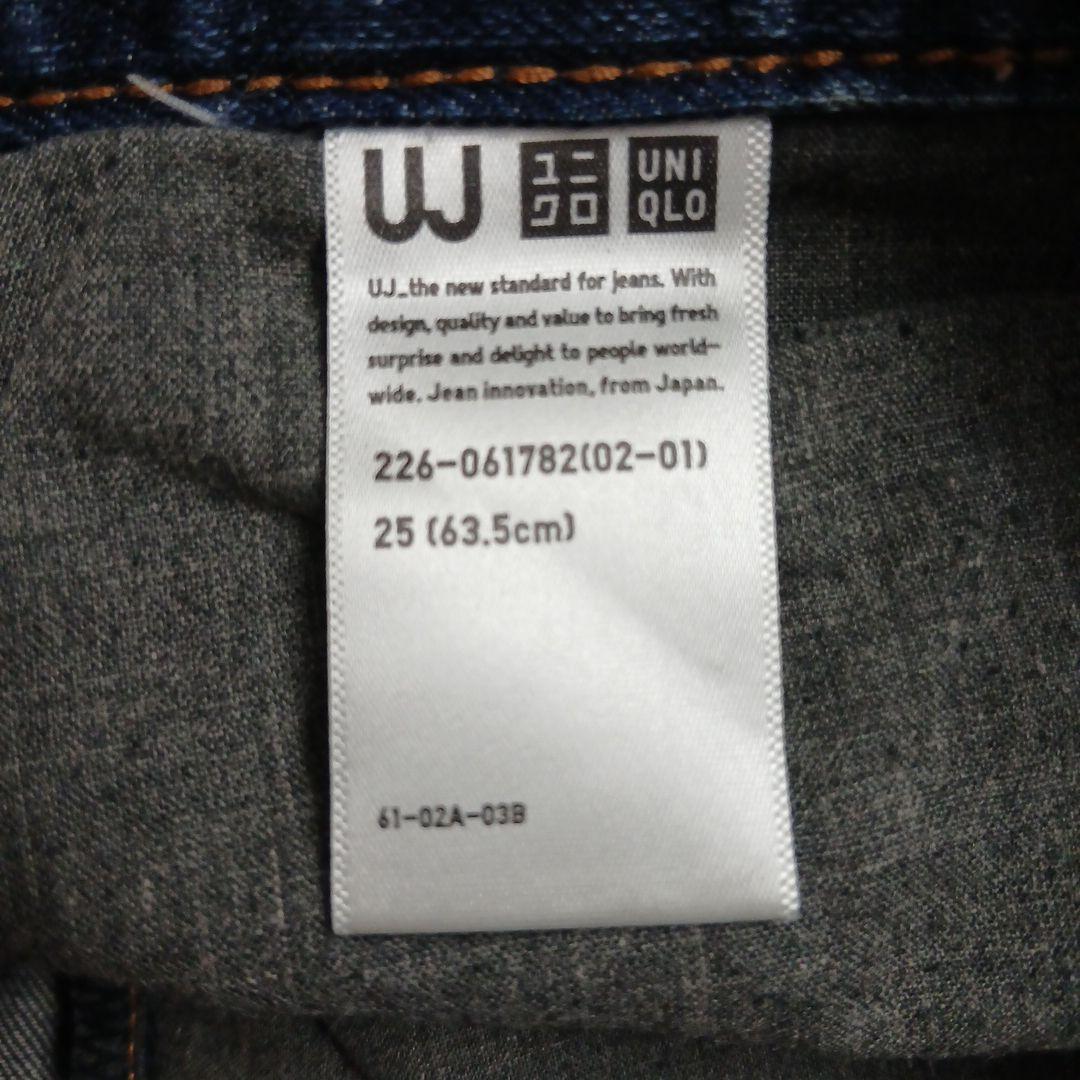 UJ ユニクロ UNIQLO
UJ_the new standard for jeans. With
design, quality and value to bring fresh
surprise and delight to people world-
wide. Jean innovation, from Japan.
226-061782(02-01)
25 (63.5cm)
61-02A-03B